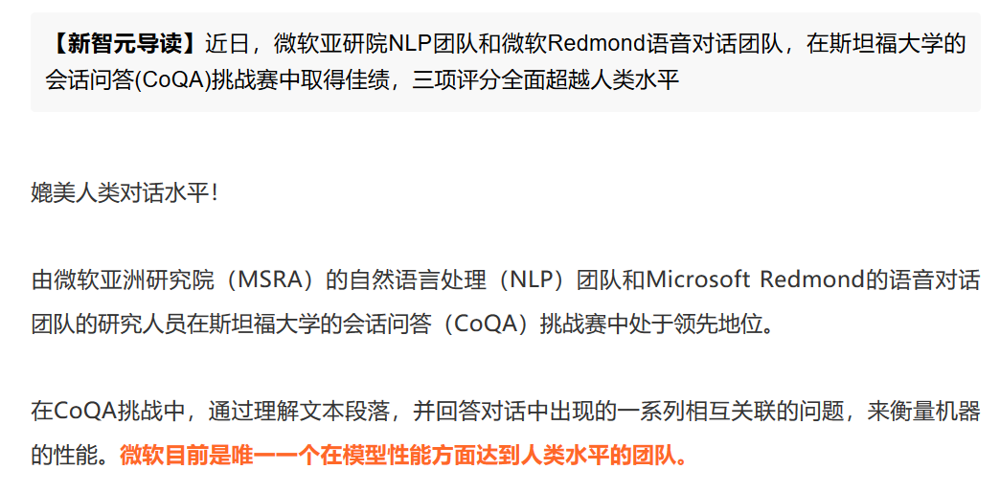 【新智元导读】近日，微软亚研院NLP团队和微软Redmond语音对话团队，在斯坦福大学的
会话问答(CoQA)挑战赛中取得佳绩，三项评分全面超越人类水平
媲美人类对话水平！
由微软亚洲研究院（MSRA）的自然语言处理（NLP）团队和Microsoft Redmond的语音对话
团队的研究人员在斯坦福大学的会话问答（CoQA）挑战赛中处于领先地位。
在CoQA挑战中，通过理解文本段落，并回答对话中出现的一系列相互关联的问题，来衡量机器
的性能。微软目前是唯一一个在模型性能方面达到人类水平的团队。